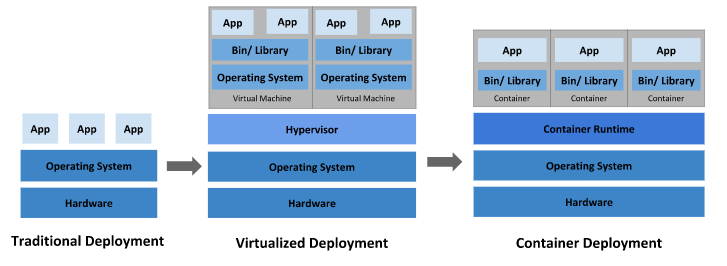 App
App
App
Operating System
Hardware
Traditional Deployment
App
App
Bin/ Library
Operating System
Virtual Machine
App
App
Bin/ Library
Operating System
Virtual Machine
Hypervisor
Operating System
Hardware
Virtualized Deployment
App
Bin/ Library
Container
App
Bin/ Library
Container
App
Bin/ Library
Container
Container Runtime
Operating System
Hardware
Container Deployment